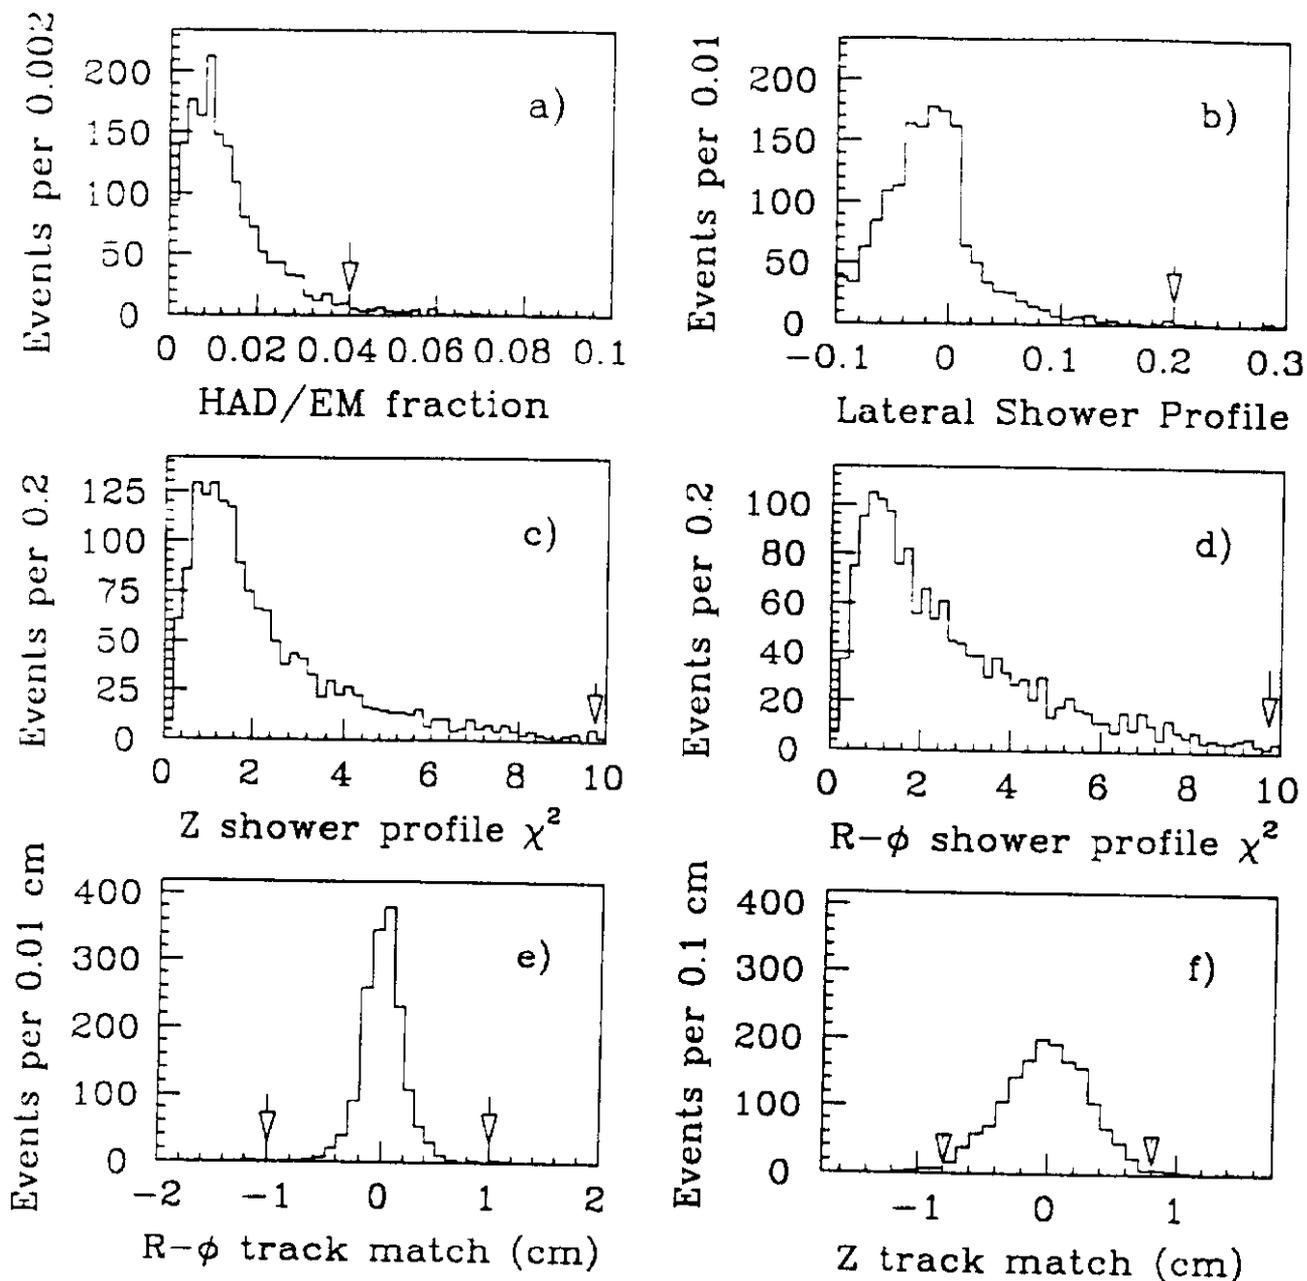 Events per 0.002
200
150
100
50
0
a)
0 0.02 0.04 0.06 0.08 0.1
HAD/EM fraction
Events per 0.01
200
150
100
50
0
b)
−0.1 0 0.1 0.2 0.3
Lateral Shower Profile
Events per 0.2
125
100
75
50
25
0
c)
0 2 4 6 8 10
Z shower profile χ²
Events per 0.2
100
80
60
40
20
0
d)
0 2 4 6 8 10
R−ϕ shower profile χ²
Events per 0.01 cm
400
300
200
100
0
e)
−2 −1 0 1 2
R−ϕ track match (cm)
Events per 0.1 cm
400
300
200
100
0
f)
−1 0 1
Z track match (cm)